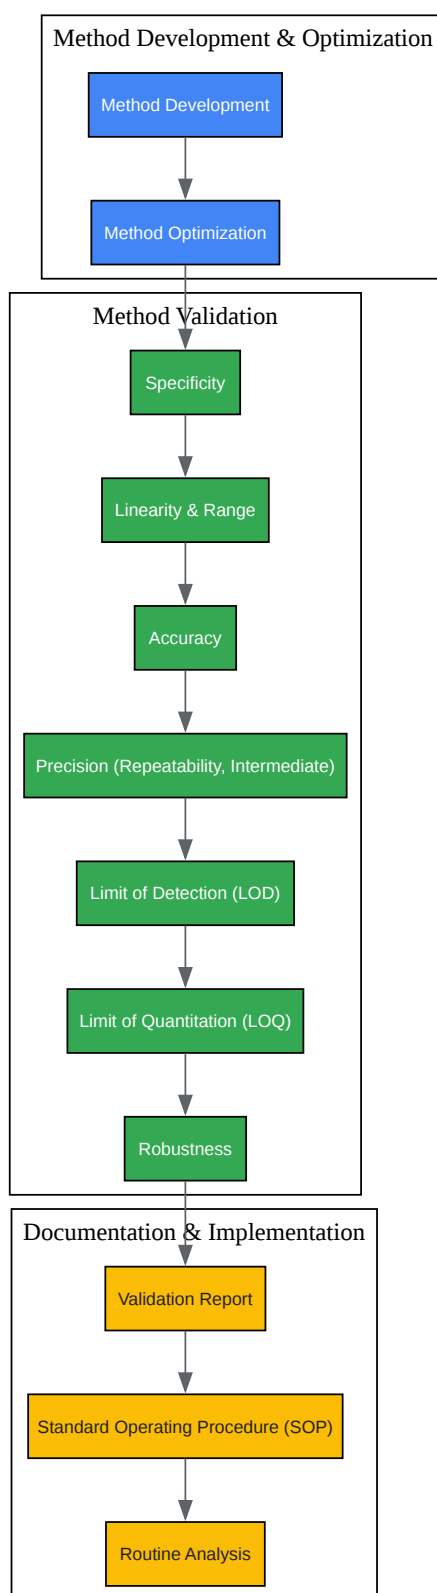 Method Development & Optimization
Method Development
Method Optimization
Method Validation
Specificity
Linearity & Range
Accuracy
Precision (Repeatability, Intermediate)
Limit of Detection (LOD)
Limit of Quantitation (LOQ)
Robustness
Documentation & Implementation
Validation Report
Standard Operating Procedure (SOP)
Routine Analysis